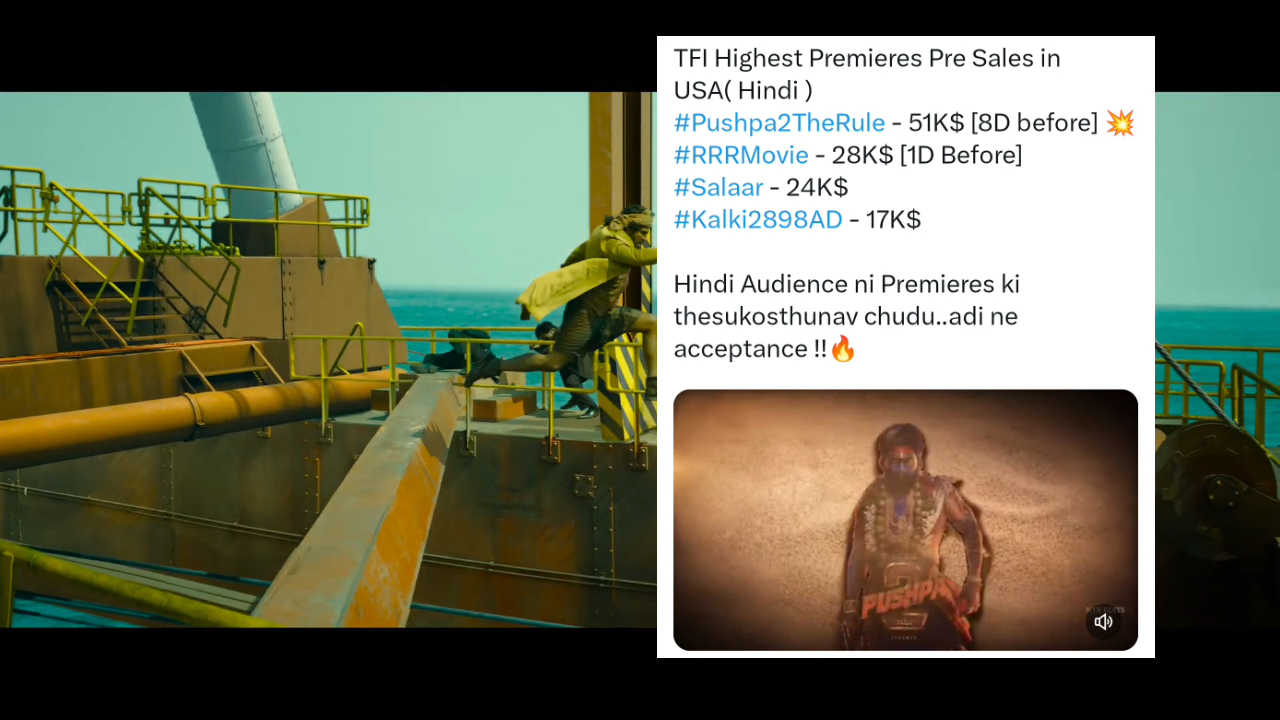 TFI Highest Premieres Pre Sales in
USA( Hindi )
#Pushpa2TheRule - 51K$ [8D before] 💥
#RRRMovie - 28K$ [1D Before]
#Salaar - 24K$
#Kalki2898AD - 17K$
Hindi Audience ni Premieres ki
thesukosthunav chudu..adi ne
acceptance !!🔥
PUSHPA